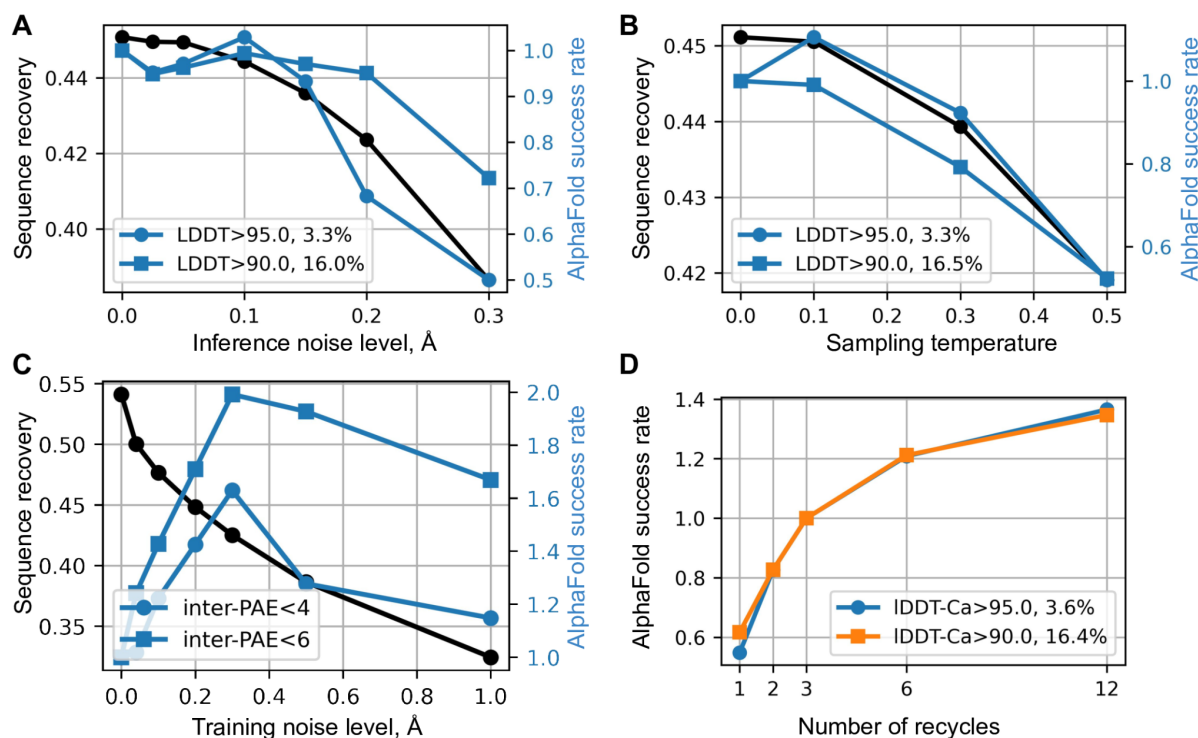 A
Sequence recovery
0.44
0.42
0.40
1.0
0.9
0.8
0.7
0.6
0.5
AlphaFold success rate
LDDT>95.0, 3.3%
LDDT>90.0, 16.0%
0.0 0.1 0.2 0.3
Inference noise level, Å
B
Sequence recovery
0.45
0.44
0.43
0.42
1.0
0.8
0.6
AlphaFold success rate
LDDT>95.0, 3.3%
LDDT>90.0, 16.5%
0.0 0.1 0.2 0.3 0.4 0.5
Sampling temperature
C
Sequence recovery
0.55
0.50
0.45
0.40
0.35
2.0
1.8
1.6
1.4
1.2
1.0
AlphaFold success rate
inter-PAE<4
inter-PAE<6
0.0 0.2 0.4 0.6 0.8 1.0
Training noise level, Å
D
AlphaFold success rate
1.4
1.2
1.0
0.8
0.6
lDDT-Ca>95.0, 3.6%
lDDT-Ca>90.0, 16.4%
1 2 3 6 12
Number of recycles